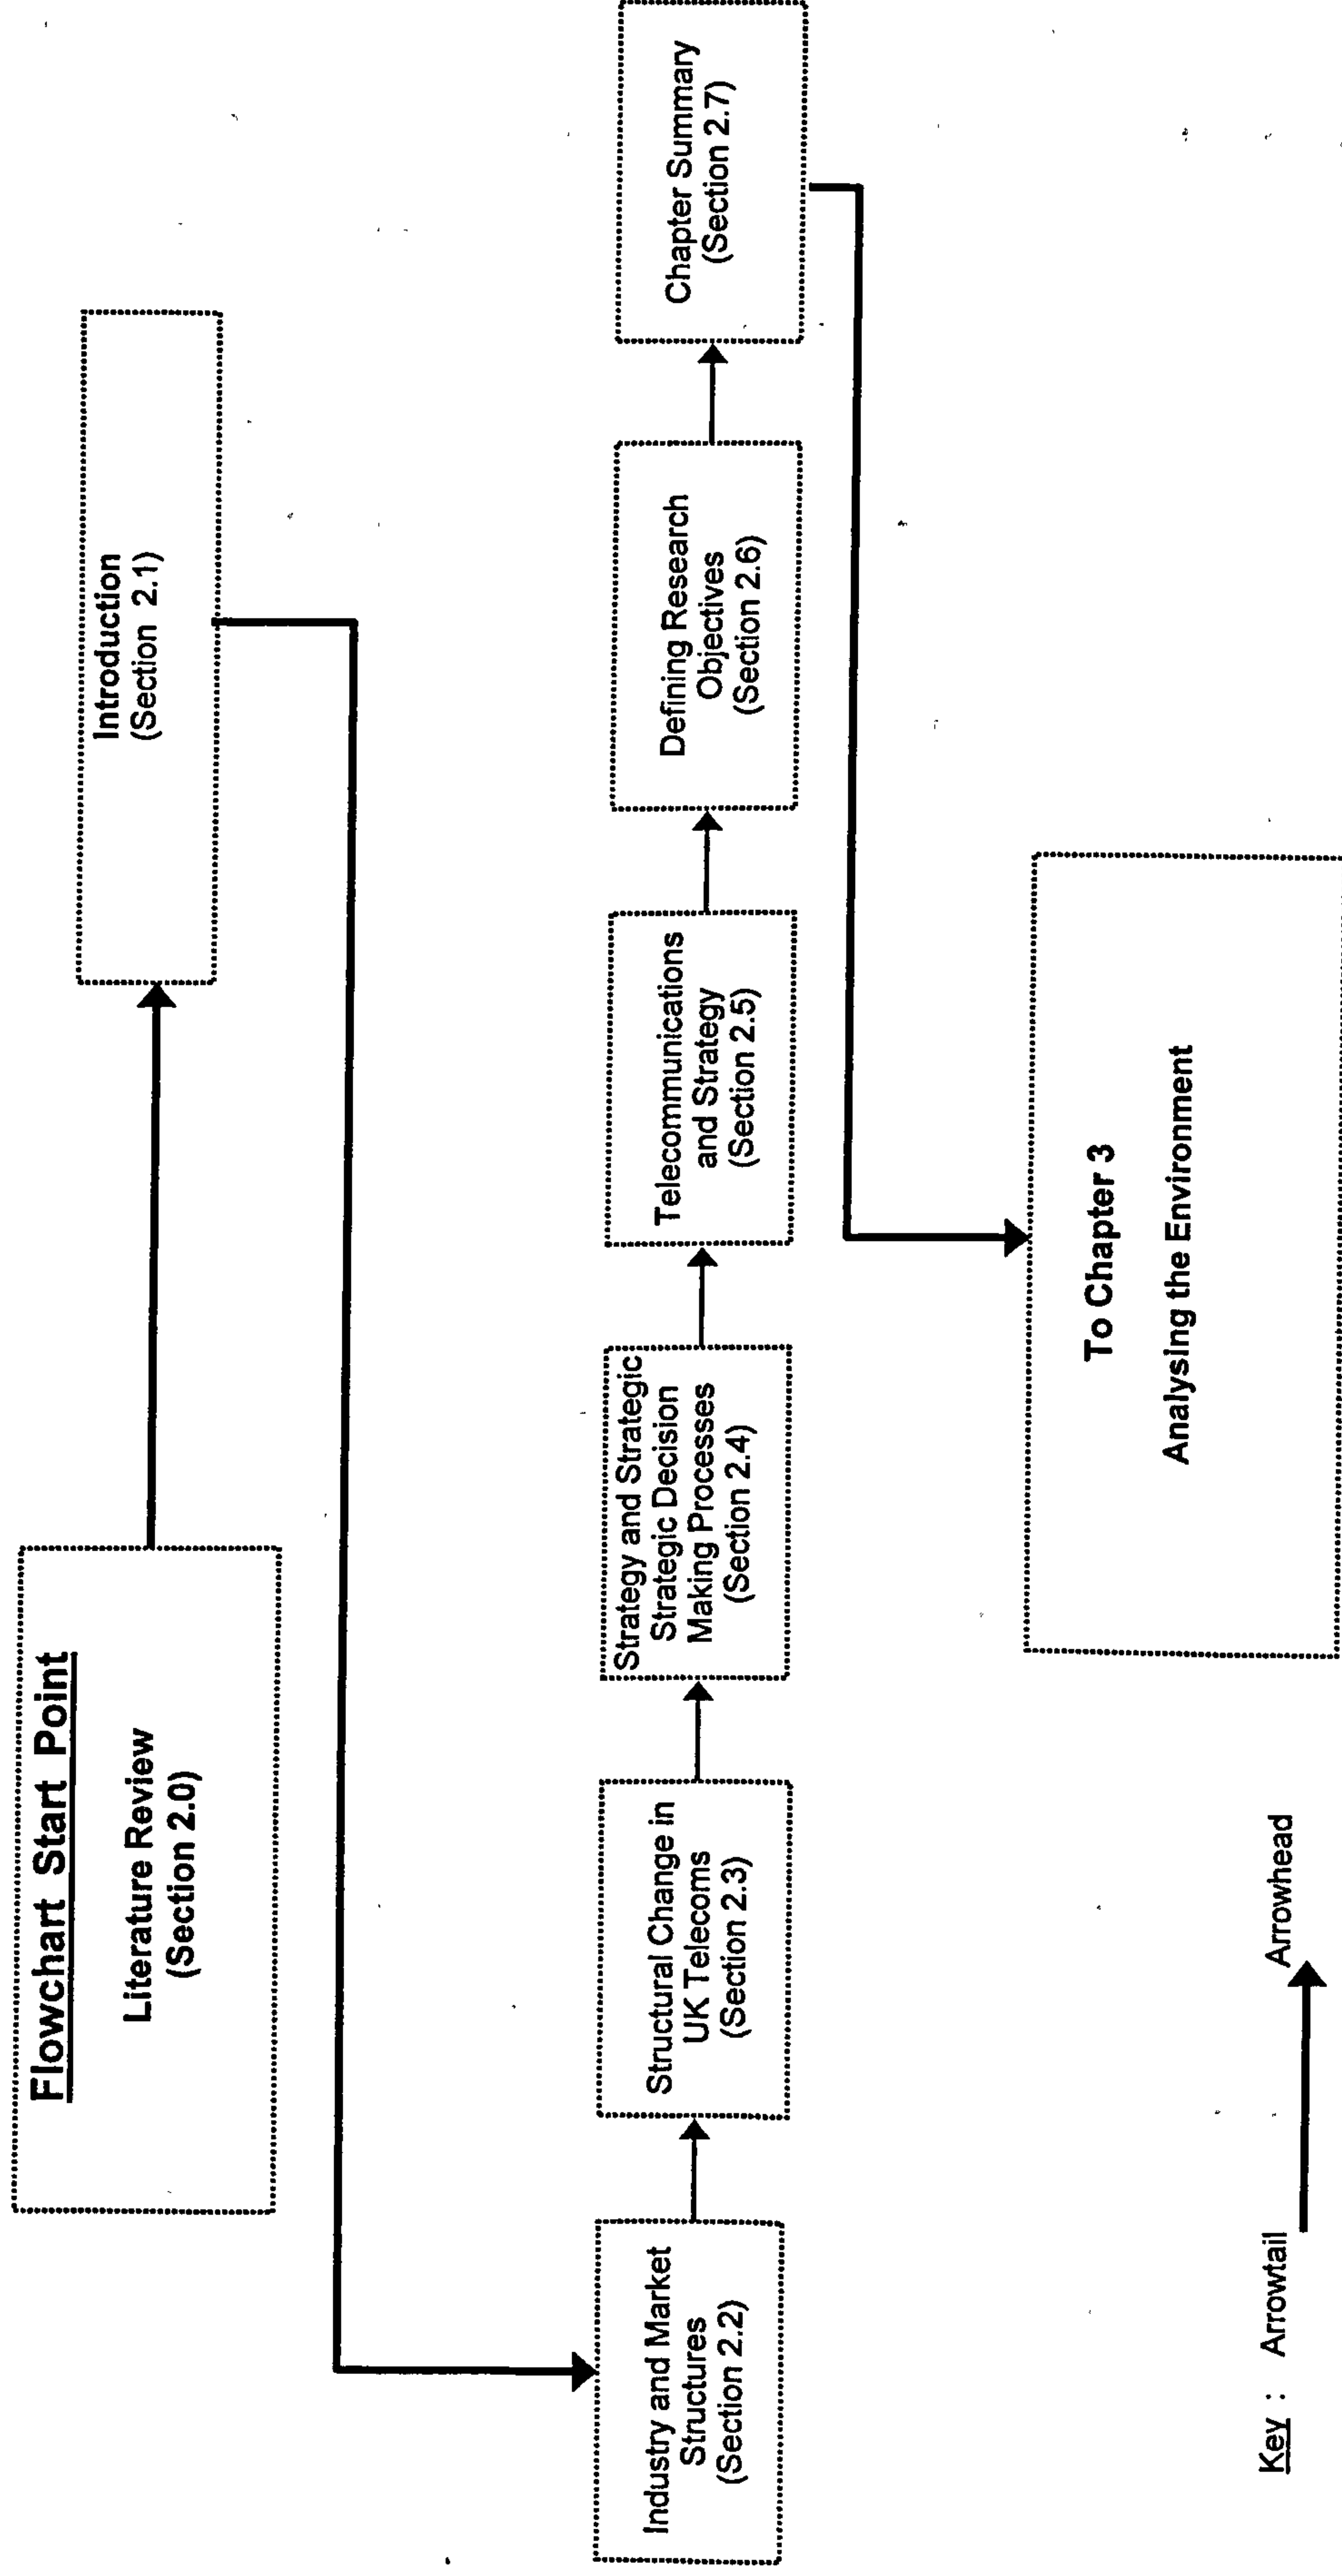 Flowchart Start Point
Literature Review
(Section 2.0)
Introduction
(Section 2.1)
Industry and Market
Structures
(Section 2.2)
Structural Change in
UK Telecoms
(Section 2.3)
Strategy and Strategic
Strategic Decision
Making Processes
(Section 2.4)
Telecommunications
and Strategy
(Section 2.5)
Defining Research
Objectives
(Section 2.6)
Chapter Summary
(Section 2.7)
To Chapter 3
Analysing the Environment
Key : Arrowtail Arrowhead